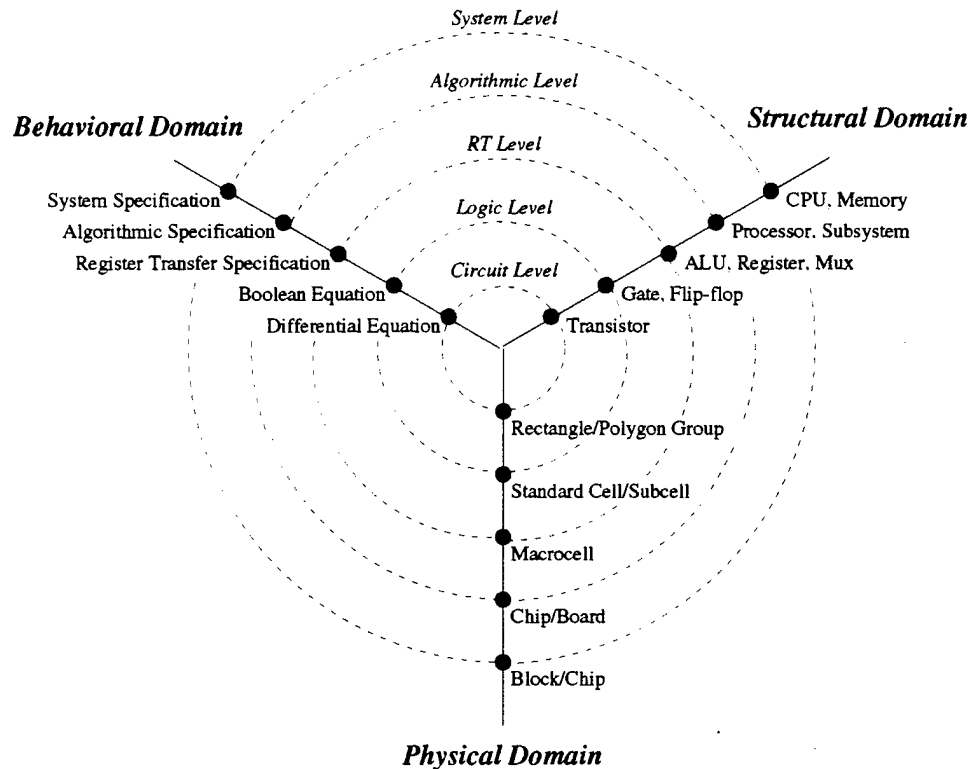 System Level
Algorithmic Level
Behavioral Domain
Structural Domain
RT Level
System Specification
CPU, Memory
Logic Level
Algorithmic Specification
Processor, Subsystem
Register Transfer Specification
ALU, Register, Mux
Circuit Level
Boolean Equation
Gate, Flip-flop
Differential Equation
Transistor
Rectangle/Polygon Group
Standard Cell/Subcell
Macrocell
Chip/Board
Block/Chip
Physical Domain